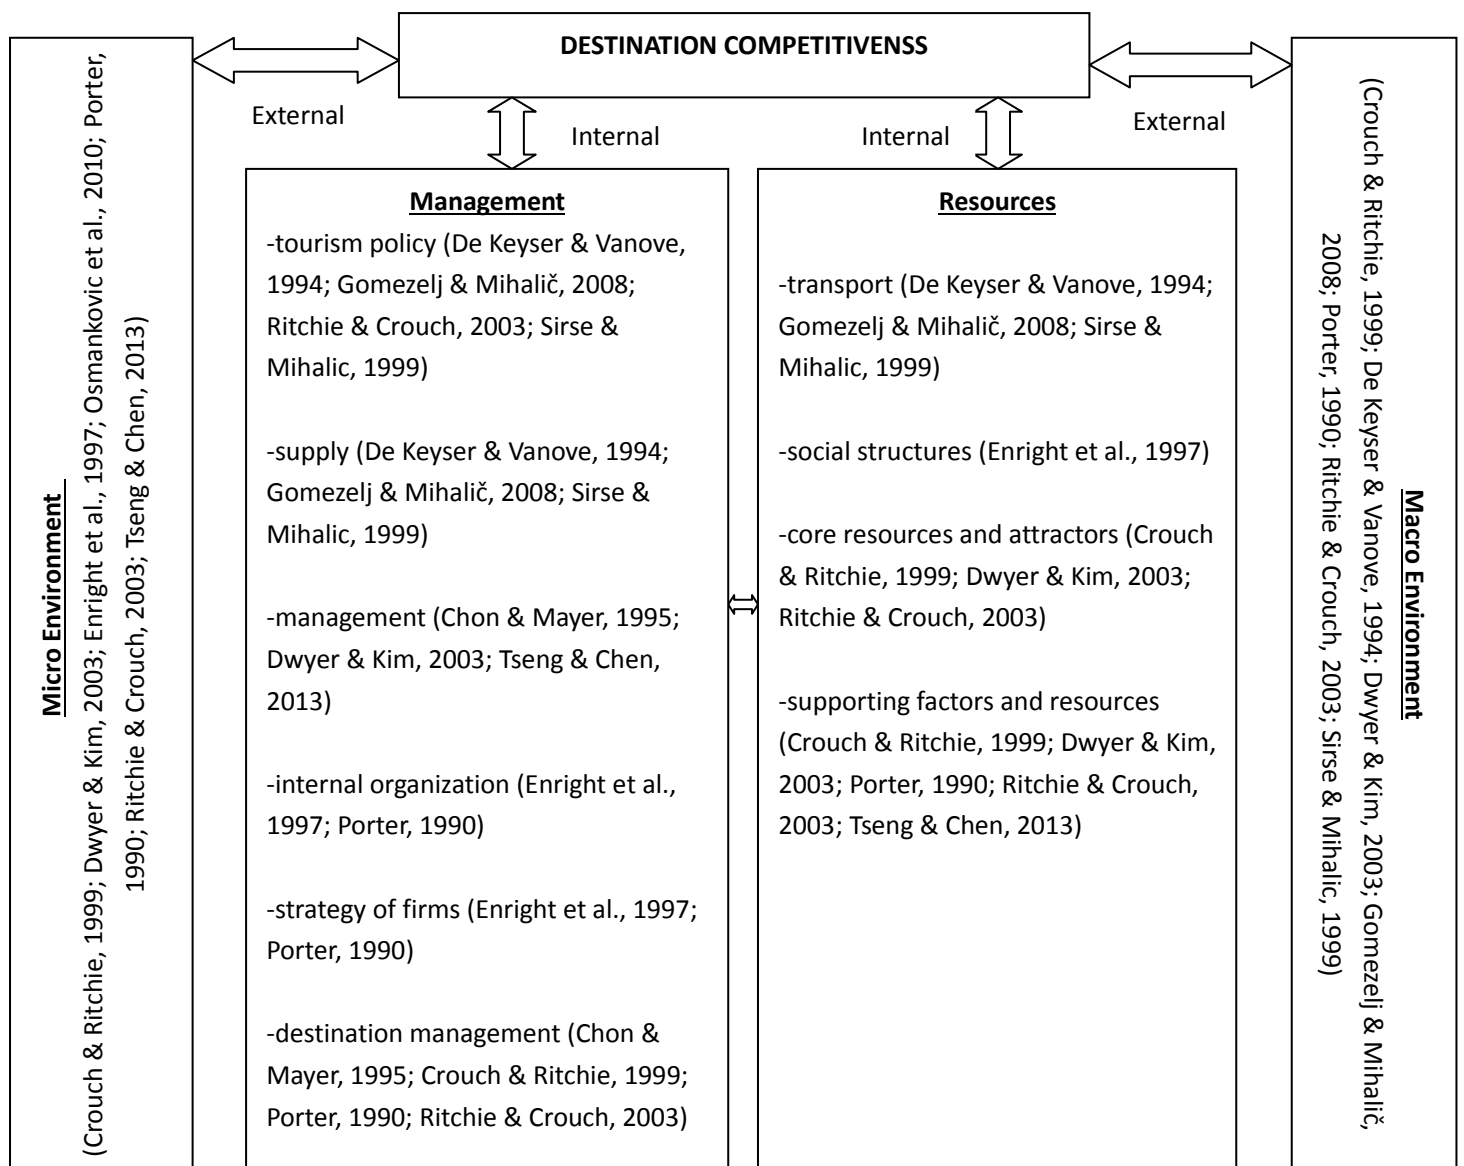 DESTINATION COMPETITIVENSS
External
Internal
Internal
External
Micro Environment
(Crouch & Ritchie, 1999; Dwyer & Kim, 2003; Enright et al., 1997; Osmankovic et al., 2010; Porter,
1990; Ritchie & Crouch, 2003; Tseng & Chen, 2013)
Management
-tourism policy (De Keyser & Vanove,
1994; Gomezelj & Mihalič, 2008;
Ritchie & Crouch, 2003; Sirse &
Mihalic, 1999)
-supply (De Keyser & Vanove, 1994;
Gomezelj & Mihalič, 2008; Sirse &
Mihalic, 1999)
-management (Chon & Mayer, 1995;
Dwyer & Kim, 2003; Tseng & Chen,
2013)
-internal organization (Enright et al.,
1997; Porter, 1990)
-strategy of firms (Enright et al., 1997;
Porter, 1990)
-destination management (Chon &
Mayer, 1995; Crouch & Ritchie, 1999;
Porter, 1990; Ritchie & Crouch, 2003)
Resources
-transport (De Keyser & Vanove, 1994;
Gomezelj & Mihalič, 2008; Sirse &
Mihalic, 1999)
-social structures (Enright et al., 1997)
-core resources and attractors (Crouch
& Ritchie, 1999; Dwyer & Kim, 2003;
Ritchie & Crouch, 2003)
-supporting factors and resources
(Crouch & Ritchie, 1999; Dwyer & Kim,
2003; Porter, 1990; Ritchie & Crouch,
2003; Tseng & Chen, 2013)
Macro Environment
(Crouch & Ritchie, 1999; De Keyser & Vanove, 1994; Dwyer & Kim, 2003; Gomezelj & Mihalič,
2008; Porter, 1990; Ritchie & Crouch, 2003; Sirse & Mihalic, 1999)